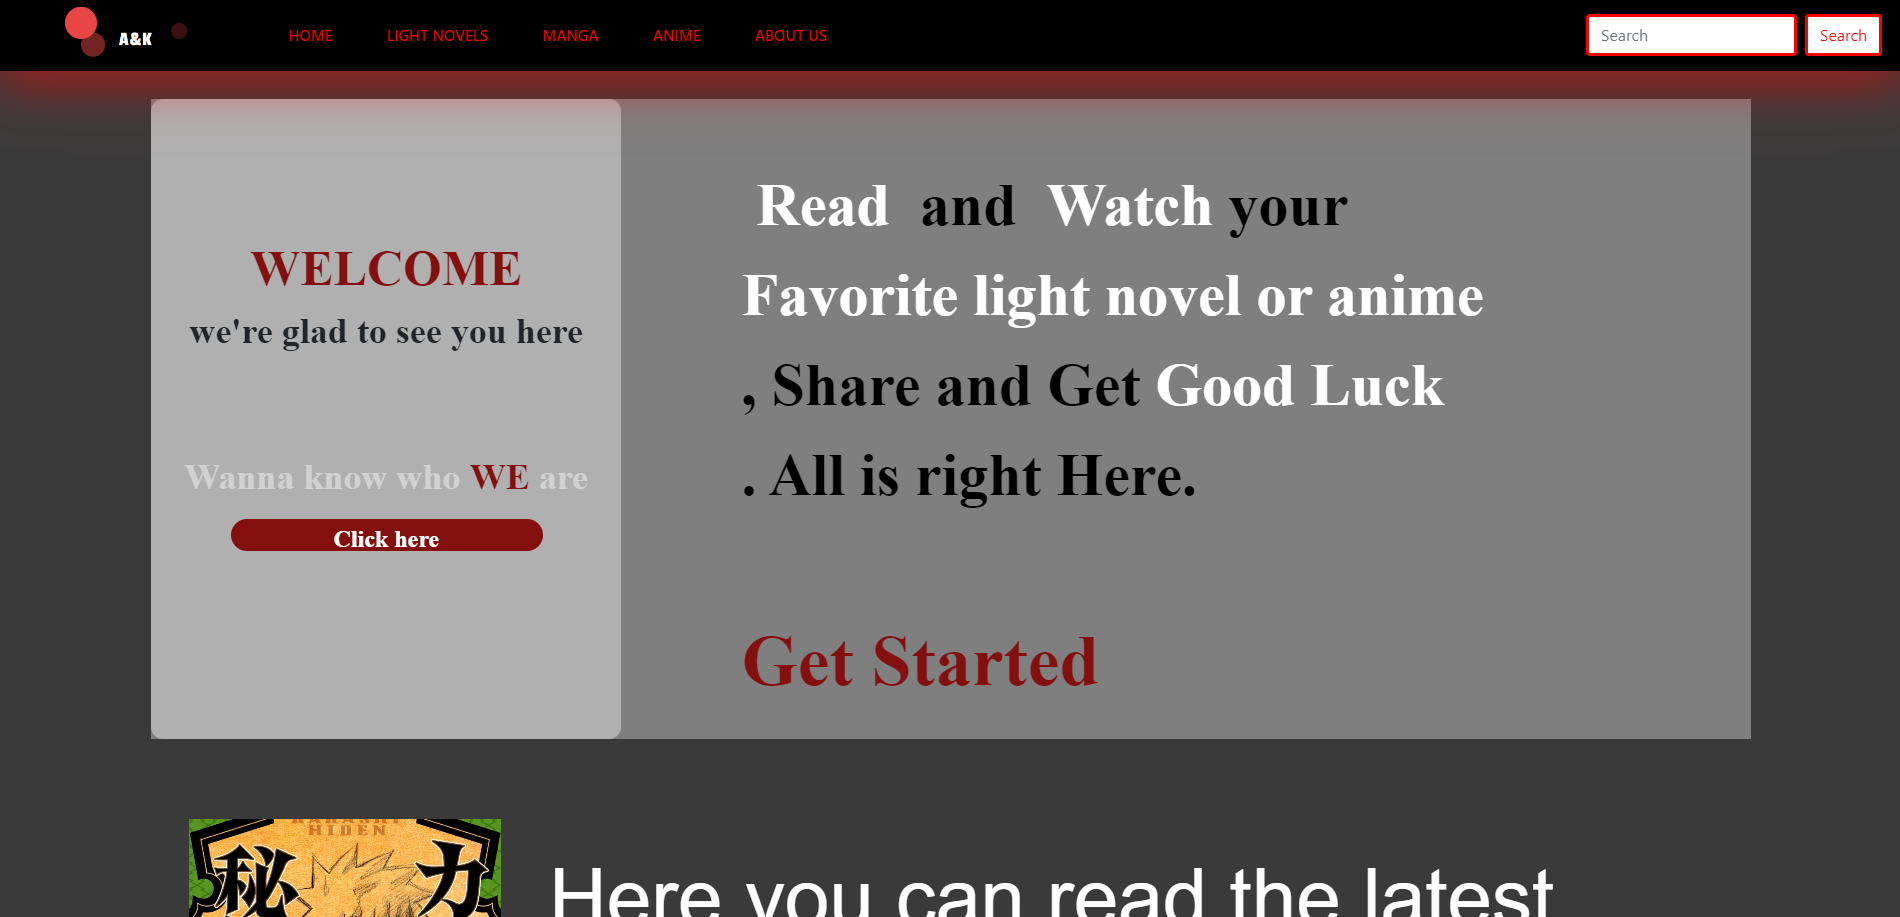 A&K
HOME
LIGHT NOVELS
MANGA
ANIME
ABOUT US
Search
Search
WELCOME
we're glad to see you here
Wanna know who WE are
Click here
Read and Watch your
Favorite light novel or anime
, Share and Get Good Luck
. All is right Here.
Get Started
HIDEN
秘 カ
Here you can read the latest